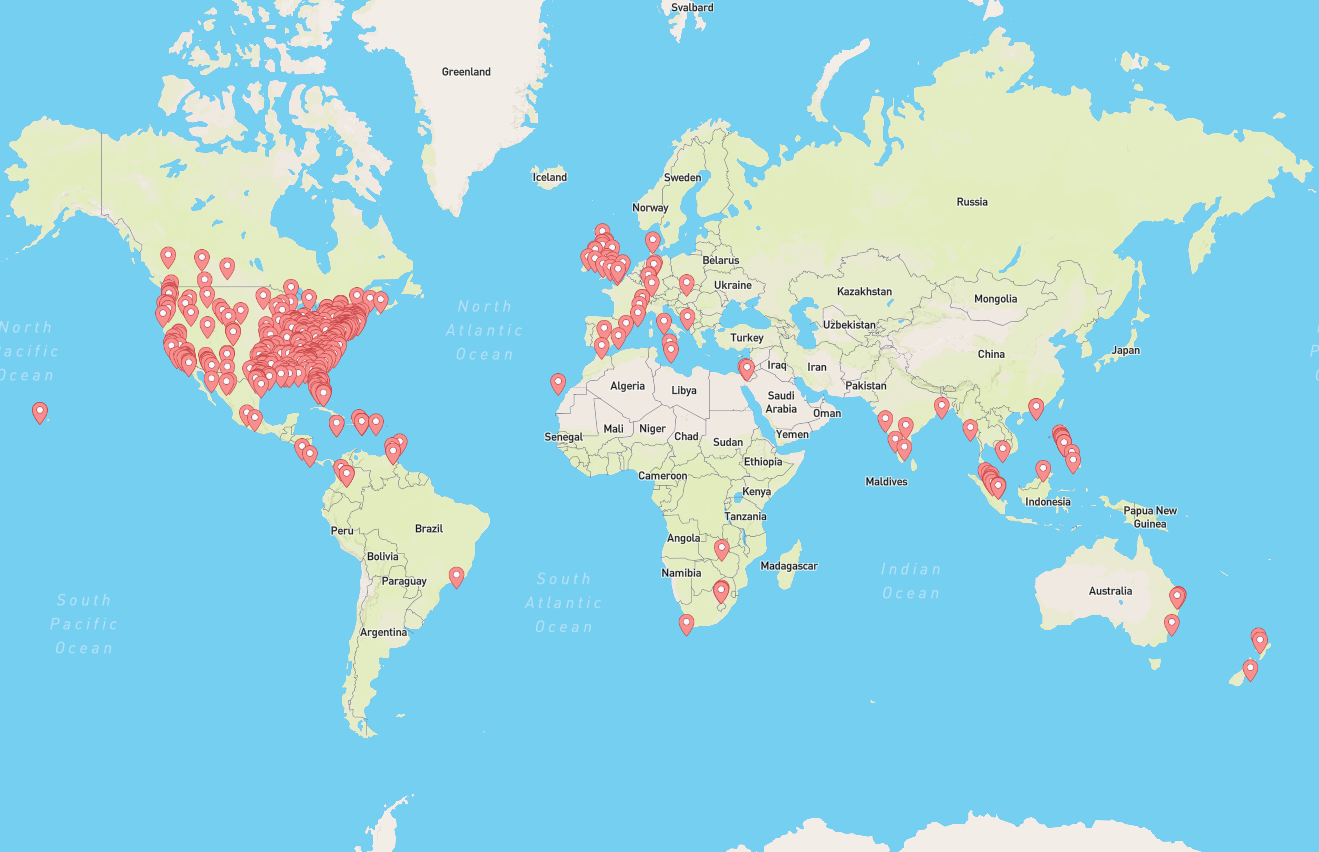 Svalbard
Greenland
Iceland
Sweden
Norway
Russia
Belarus
Ukraine
Kazakhstan
Mongolia
North
Atlantic
Ocean
North
Pacific
Ocean
Uzbekistan
Turkey
China
Japan
Iraq
Iran
Pakistan
Algeria
Libya
Saudi
Arabia
Oman
Mali
Niger
Chad
Sudan
Yemen
Senegal
Ethiopia
Cameroon
Kenya
Maldives
Indonesia
Papua New
Guinea
Tanzania
Peru
Brazil
Angola
Bolivia
Madagascar
Namibia
Paraguay
Indian
Ocean
Australia
South
Atlantic
Ocean
South
Pacific
Ocean
Argentina